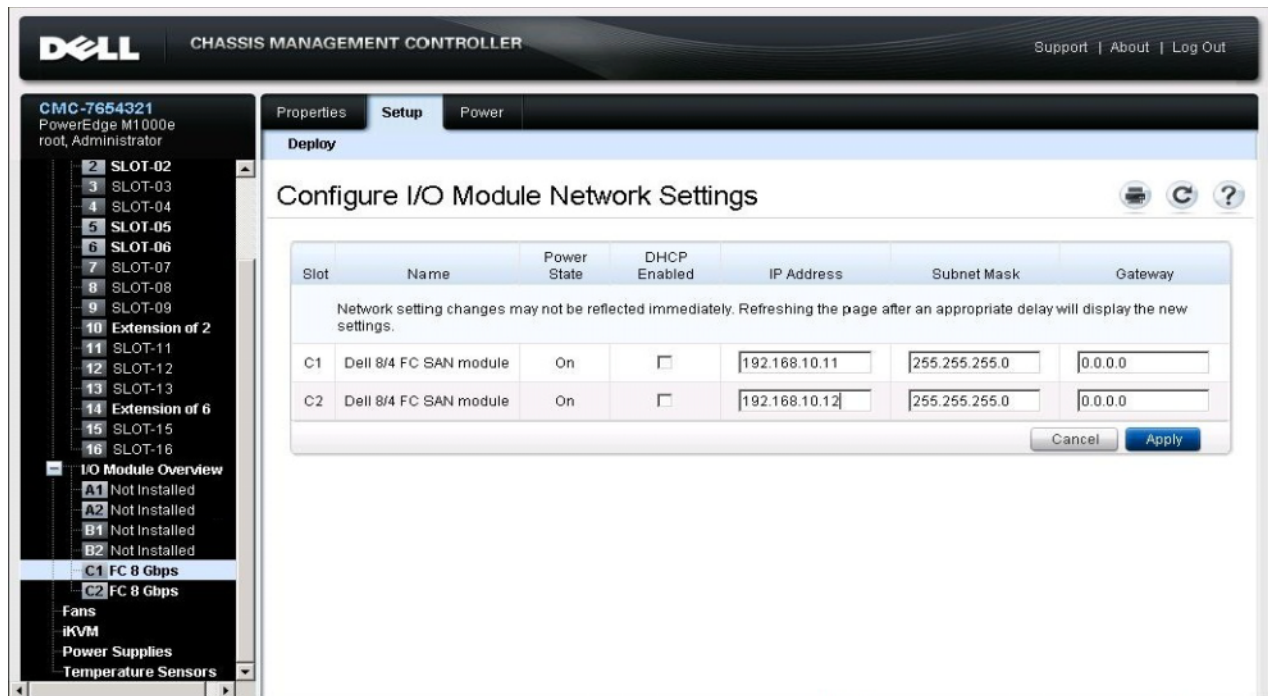 DELL
CHASSIS MANAGEMENT CONTROLLER
Support | About | Log Out
CMC-7654321
PowerEdge M1000e
root, Administrator
2 SLOT-02
3 SLOT-03
4 SLOT-04
5 SLOT-05
6 SLOT-06
7 SLOT-07
8 SLOT-08
9 SLOT-09
10 Extension of 2
11 SLOT-11
12 SLOT-12
13 SLOT-13
14 Extension of 6
15 SLOT-15
16 SLOT-16
I/O Module Overview
A1 Not Installed
A2 Not Installed
B1 Not Installed
B2 Not Installed
C1 FC 8 Gbps
C2 FC 8 Gbps
Fans
iKVM
Power Supplies
Temperature Sensors
Properties Setup Power
Deploy
Configure I/O Module Network Settings
?
Slot Name Power State DHCP Enabled IP Address Subnet Mask Gateway
Network setting changes may not be reflected immediately. Refreshing the page after an appropriate delay will display the new
settings.
C1 Dell 8/4 FC SAN module On 192.168.10.11 255.255.255.0 0.0.0.0
C2 Dell 8/4 FC SAN module On 192.168.10.12 255.255.255.0 0.0.0.0
Cancel Apply